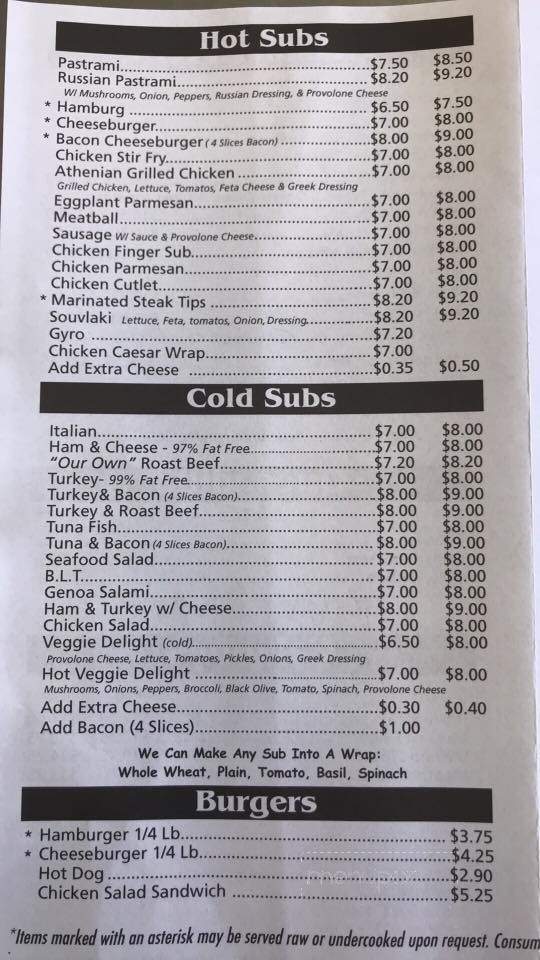 Hot Subs
Pastrami..........$7.50 $8.50
Russian Pastrami..........$8.20 $9.20
W/ Mushrooms, Onion, Peppers, Russian Dressing, & Provolone Cheese
* Hamburg ..........$6.50 $7.50
* Cheeseburger..........$7.00 $8.00
* Bacon Cheeseburger (4 Slices Bacon) ..........$8.00 $9.00
Chicken Stir Fry..........$7.00 $8.00
Athenian Grilled Chicken ..........$7.00 $8.00
Grilled Chicken, Lettuce, Tomatos, Feta Cheese & Greek Dressing
Eggplant Parmesan..........$7.00 $8.00
Meatball..........$7.00 $8.00
Sausage W/ Sauce & Provolone Cheese..........$7.00 $8.00
Chicken Finger Sub..........$7.00 $8.00
Chicken Parmesan..........$7.00 $8.00
Chicken Cutlet..........$7.00 $8.00
* Marinated Steak Tips ..........$8.20 $9.20
Souvlaki Lettuce, Feta, tomatos, Onion, Dressing..........$8.20 $9.20
Gyro ..........$7.20
Chicken Caesar Wrap..........$7.00
Add Extra Cheese ..........$0.35 $0.50
Cold Subs
Italian..........$7.00 $8.00
Ham & Cheese - 97% Fat Free..........$7.00 $8.00
"Our Own" Roast Beef..........$7.20 $8.20
Turkey- 99% Fat Free..........$7.00 $8.00
Turkey& Bacon (4 Slices Bacon)..........$8.00 $9.00
Turkey & Roast Beef..........$8.00 $9.00
Tuna Fish..........$7.00 $8.00
Tuna & Bacon (4 Slices Bacon)..........$8.00 $9.00
Seafood Salad..........$7.00 $8.00
B.L.T..........$7.00 $8.00
Genoa Salami..........$7.00 $8.00
Ham & Turkey w/ Cheese..........$8.00 $9.00
Chicken Salad..........$7.00 $8.00
Veggie Delight (cold)..........$6.50 $8.00
Provolone Cheese, Lettuce, Tomatoes, Pickles, Onions, Greek Dressing
Hot Veggie Delight ..........$7.00 $8.00
Mushrooms, Onions, Peppers, Broccoli, Black Olive, Tomato, Spinach, Provolone Cheese
Add Extra Cheese..........$0.30 $0.40
Add Bacon (4 Slices)..........$1.00
We Can Make Any Sub Into A Wrap:
Whole Wheat, Plain, Tomato, Basil, Spinach
Burgers
* Hamburger 1/4 Lb.......... $3.75
* Cheeseburger 1/4 Lb..........$4.25
Hot Dog ..........$2.90
Chicken Salad Sandwich ..........$5.25
*Items marked with an asterisk may be served raw or undercooked upon request. Consum